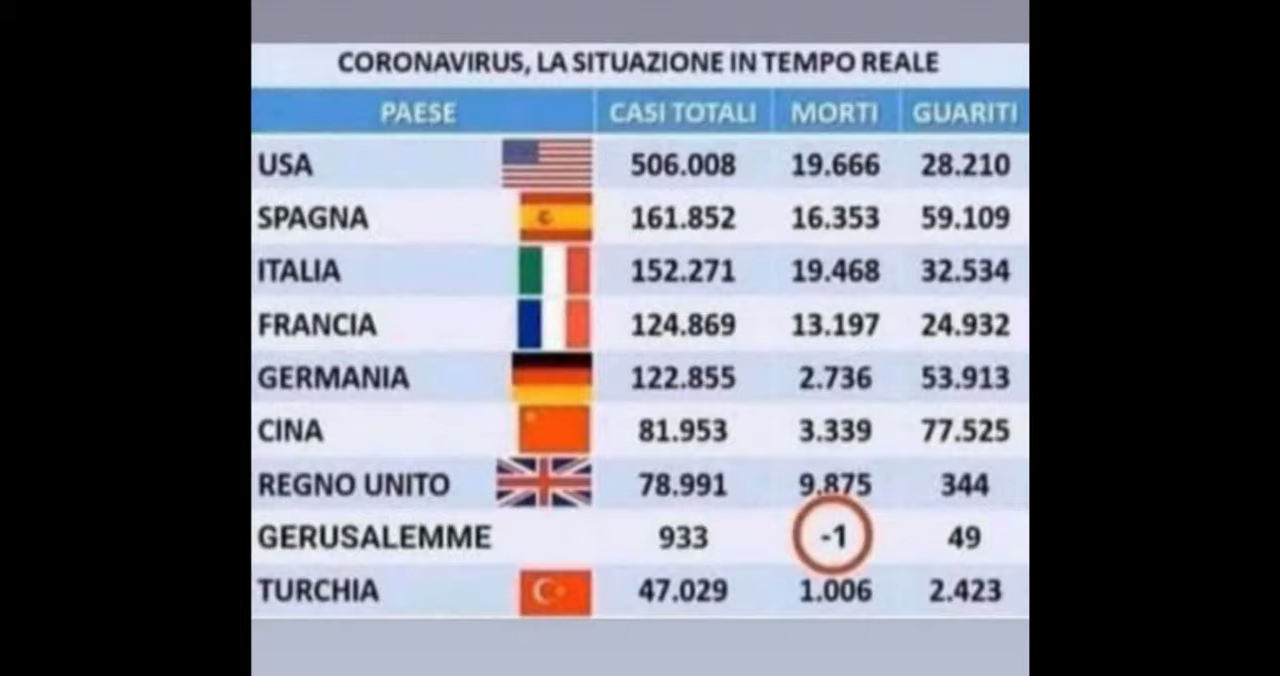 CORONAVIRUS, LA SITUAZIONE IN TEMPO REALE
PAESE CASI TOTALI MORTI GUARITI
USA 506.008 19.666 28.210
SPAGNA 161.852 16.353 59.109
ITALIA 152.271 19.468 32.534
FRANCIA 124.869 13.197 24.932
GERMANIA 122.855 2.736 53.913
CINA 81.953 3.339 77.525
REGNO UNITO 78.991 9.875 344
GERUSALEMME 933 -1 49
TURCHIA 47.029 1.006 2.423